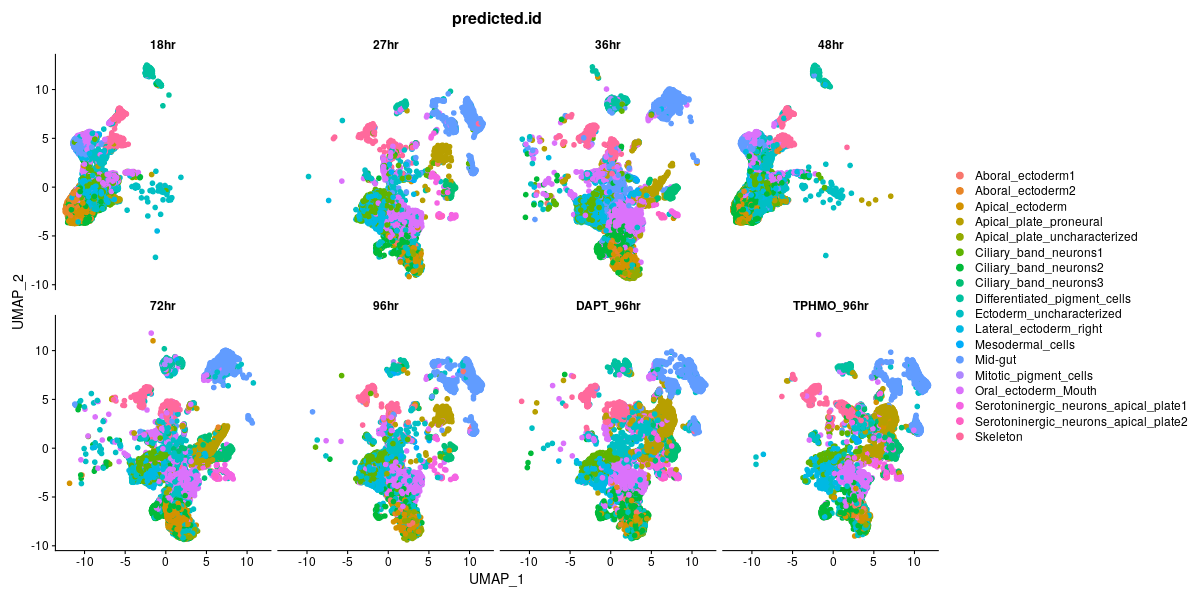 predicted.id
18hr
27hr
36hr
48hr
10
5
0
-5
-10
72hr
96hr
DAPT_96hr
TPHMO_96hr
10
5
0
-5
-10
-10 -5 0 5 10
-10 -5 0 5 10
-10 -5 0 5 10
-10 -5 0 5 10
UMAP_1
UMAP_2
Aboral_ectoderm1
Aboral_ectoderm2
Apical_ectoderm
Apical_plate_proneural
Apical_plate_uncharacterized
Ciliary_band_neurons1
Ciliary_band_neurons2
Ciliary_band_neurons3
Differentiated_pigment_cells
Ectoderm_uncharacterized
Lateral_ectoderm_right
Mesodermal_cells
Mid-gut
Mitotic_pigment_cells
Oral_ectoderm_Mouth
Serotoninergic_neurons_apical_plate1
Serotoninergic_neurons_apical_plate2
Skeleton